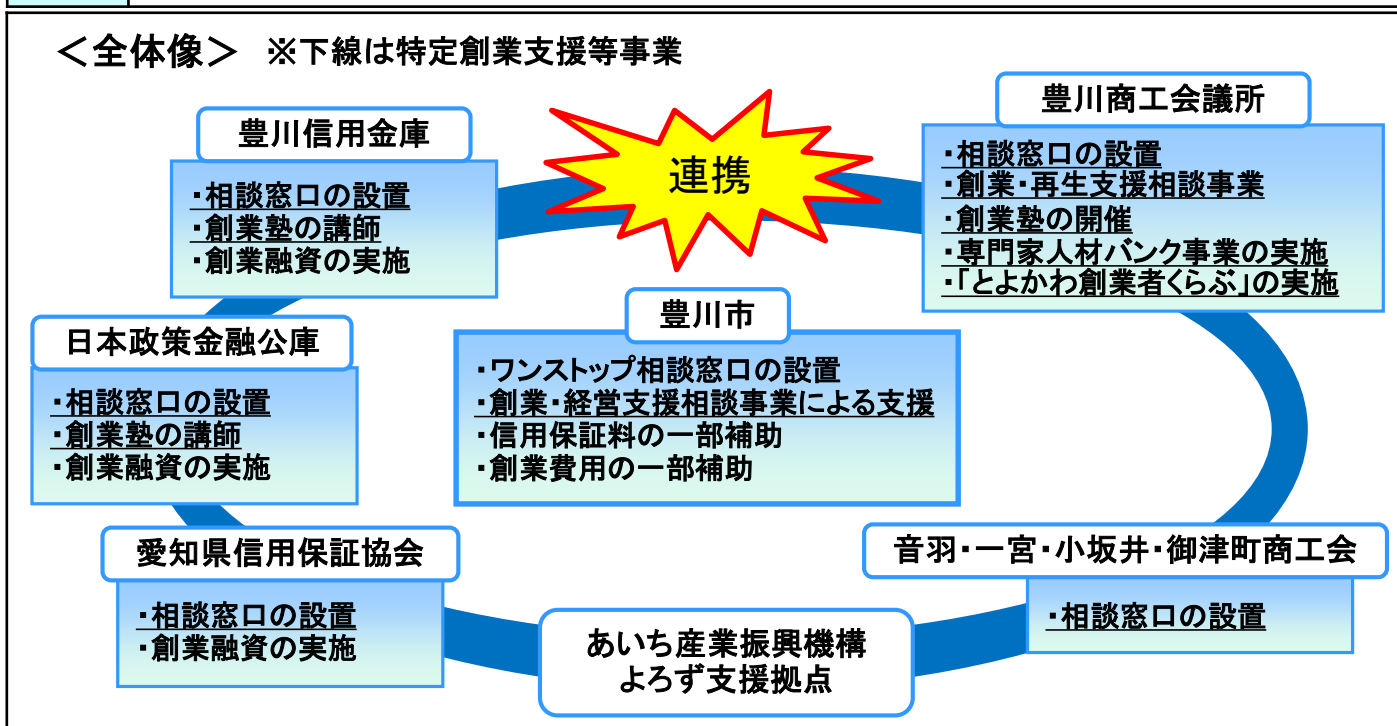 ＜全体像＞ ※下線は特定創業支援等事業
連携
豊川信用金庫
・相談窓口の設置
・創業塾の講師
・創業融資の実施
豊川商工会議所
・相談窓口の設置
・創業・再生支援相談事業
・創業塾の開催
・専門家人材バンク事業の実施
・「とよかわ創業者くらぶ」の実施
日本政策金融公庫
・相談窓口の設置
・創業塾の講師
・創業融資の実施
豊川市
・ワンストップ相談窓口の設置
・創業・経営支援相談事業による支援
・信用保証料の一部補助
・創業費用の一部補助
愛知県信用保証協会
・相談窓口の設置
・創業融資の実施
あいち産業振興機構
よろず支援拠点
音羽・一宮・小坂井・御津町商工会
・相談窓口の設置